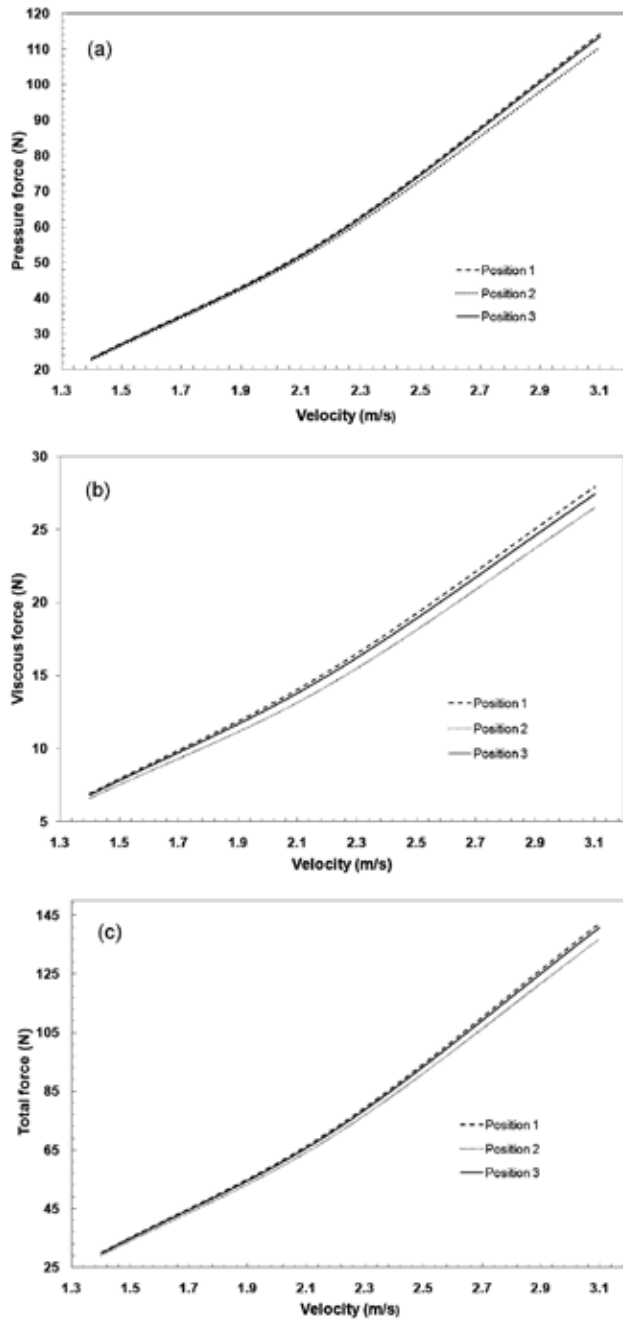 (a)
Pressure force (N)
120
110
100
90
80
70
60
50
40
30
20
1.3 1.5 1.7 1.9 2.1 2.3 2.5 2.7 2.9 3.1
Velocity (m/s)
Position 1
Position 2
Position 3
(b)
Viscous force (N)
30
25
20
15
10
5
1.3 1.5 1.7 1.9 2.1 2.3 2.5 2.7 2.9 3.1
Velocity (m/s)
Position 1
Position 2
Position 3
(c)
Total force (N)
145
125
105
85
65
45
25
1.3 1.5 1.7 1.9 2.1 2.3 2.5 2.7 2.9 3.1
Velocity (m/s)
Position 1
Position 2
Position 3